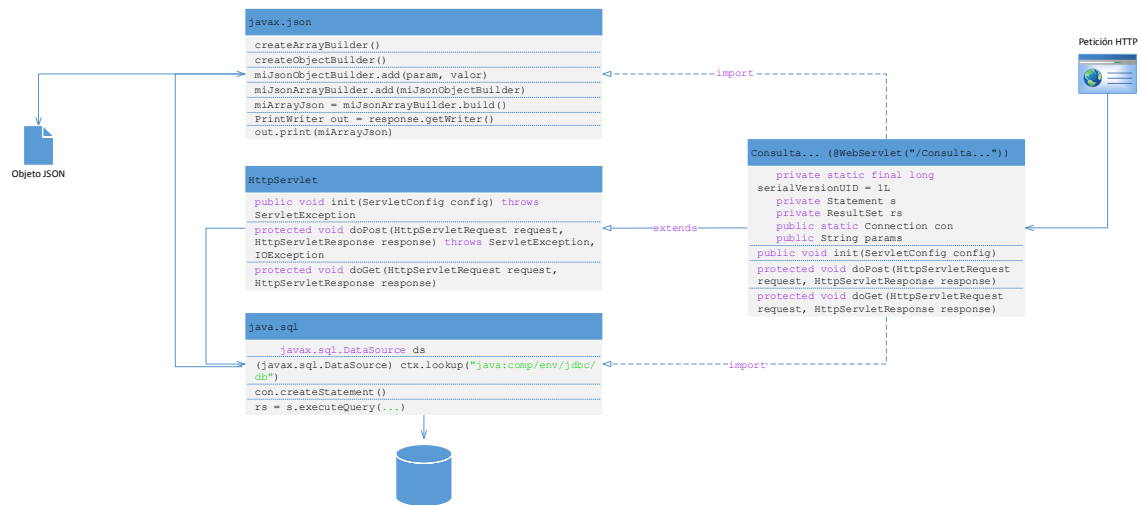 javax.json
createArrayBuilder()
createObjectBuilder()
miJsonObjectBuilder.add(param, valor)
miJsonArrayBuilder.add(miJsonObjectBuilder)
miArrayJson = miJsonArrayBuilder.build()
PrintWriter out = response.getWriter()
out.print(miArrayJson)
import
Petición HTTP
Objeto JSON
HttpServlet
public void init(ServletConfig config) throws
ServletException
protected void doPost(HttpServletRequest request,
HttpServletResponse response) throws ServletException,
IOException
protected void doGet(HttpServletRequest request,
HttpServletResponse response)
extends
Consulta... (@WebServlet("/Consulta..."))
private static final long
serialVersionUID = 1L
private Statement s
private ResultSet rs
public static Connection con
public String params
public void init(ServletConfig config)
protected void doPost(HttpServletRequest
request, HttpServletResponse response)
protected void doGet(HttpServletRequest
request, HttpServletResponse response)
java.sql
javax.sql.DataSource ds
(javax.sql.DataSource) ctx.lookup("java:comp/env/jdbc/
db")
con.createStatement()
rs = s.executeQuery(...)
import